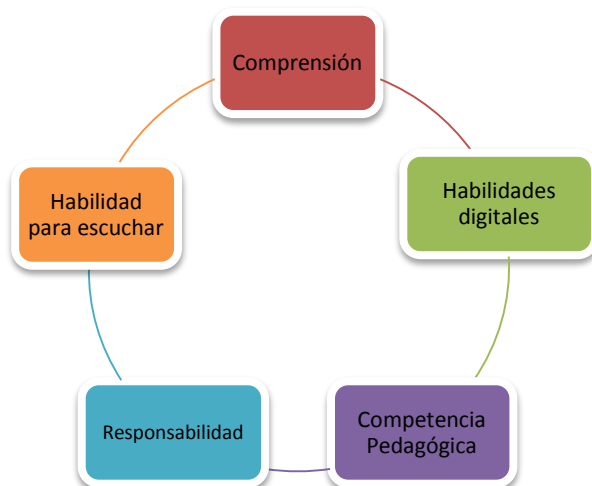 Comprensión
Habilidades
digitales
Competencia
Pedagógica
Responsabilidad
Habilidad
para escuchar